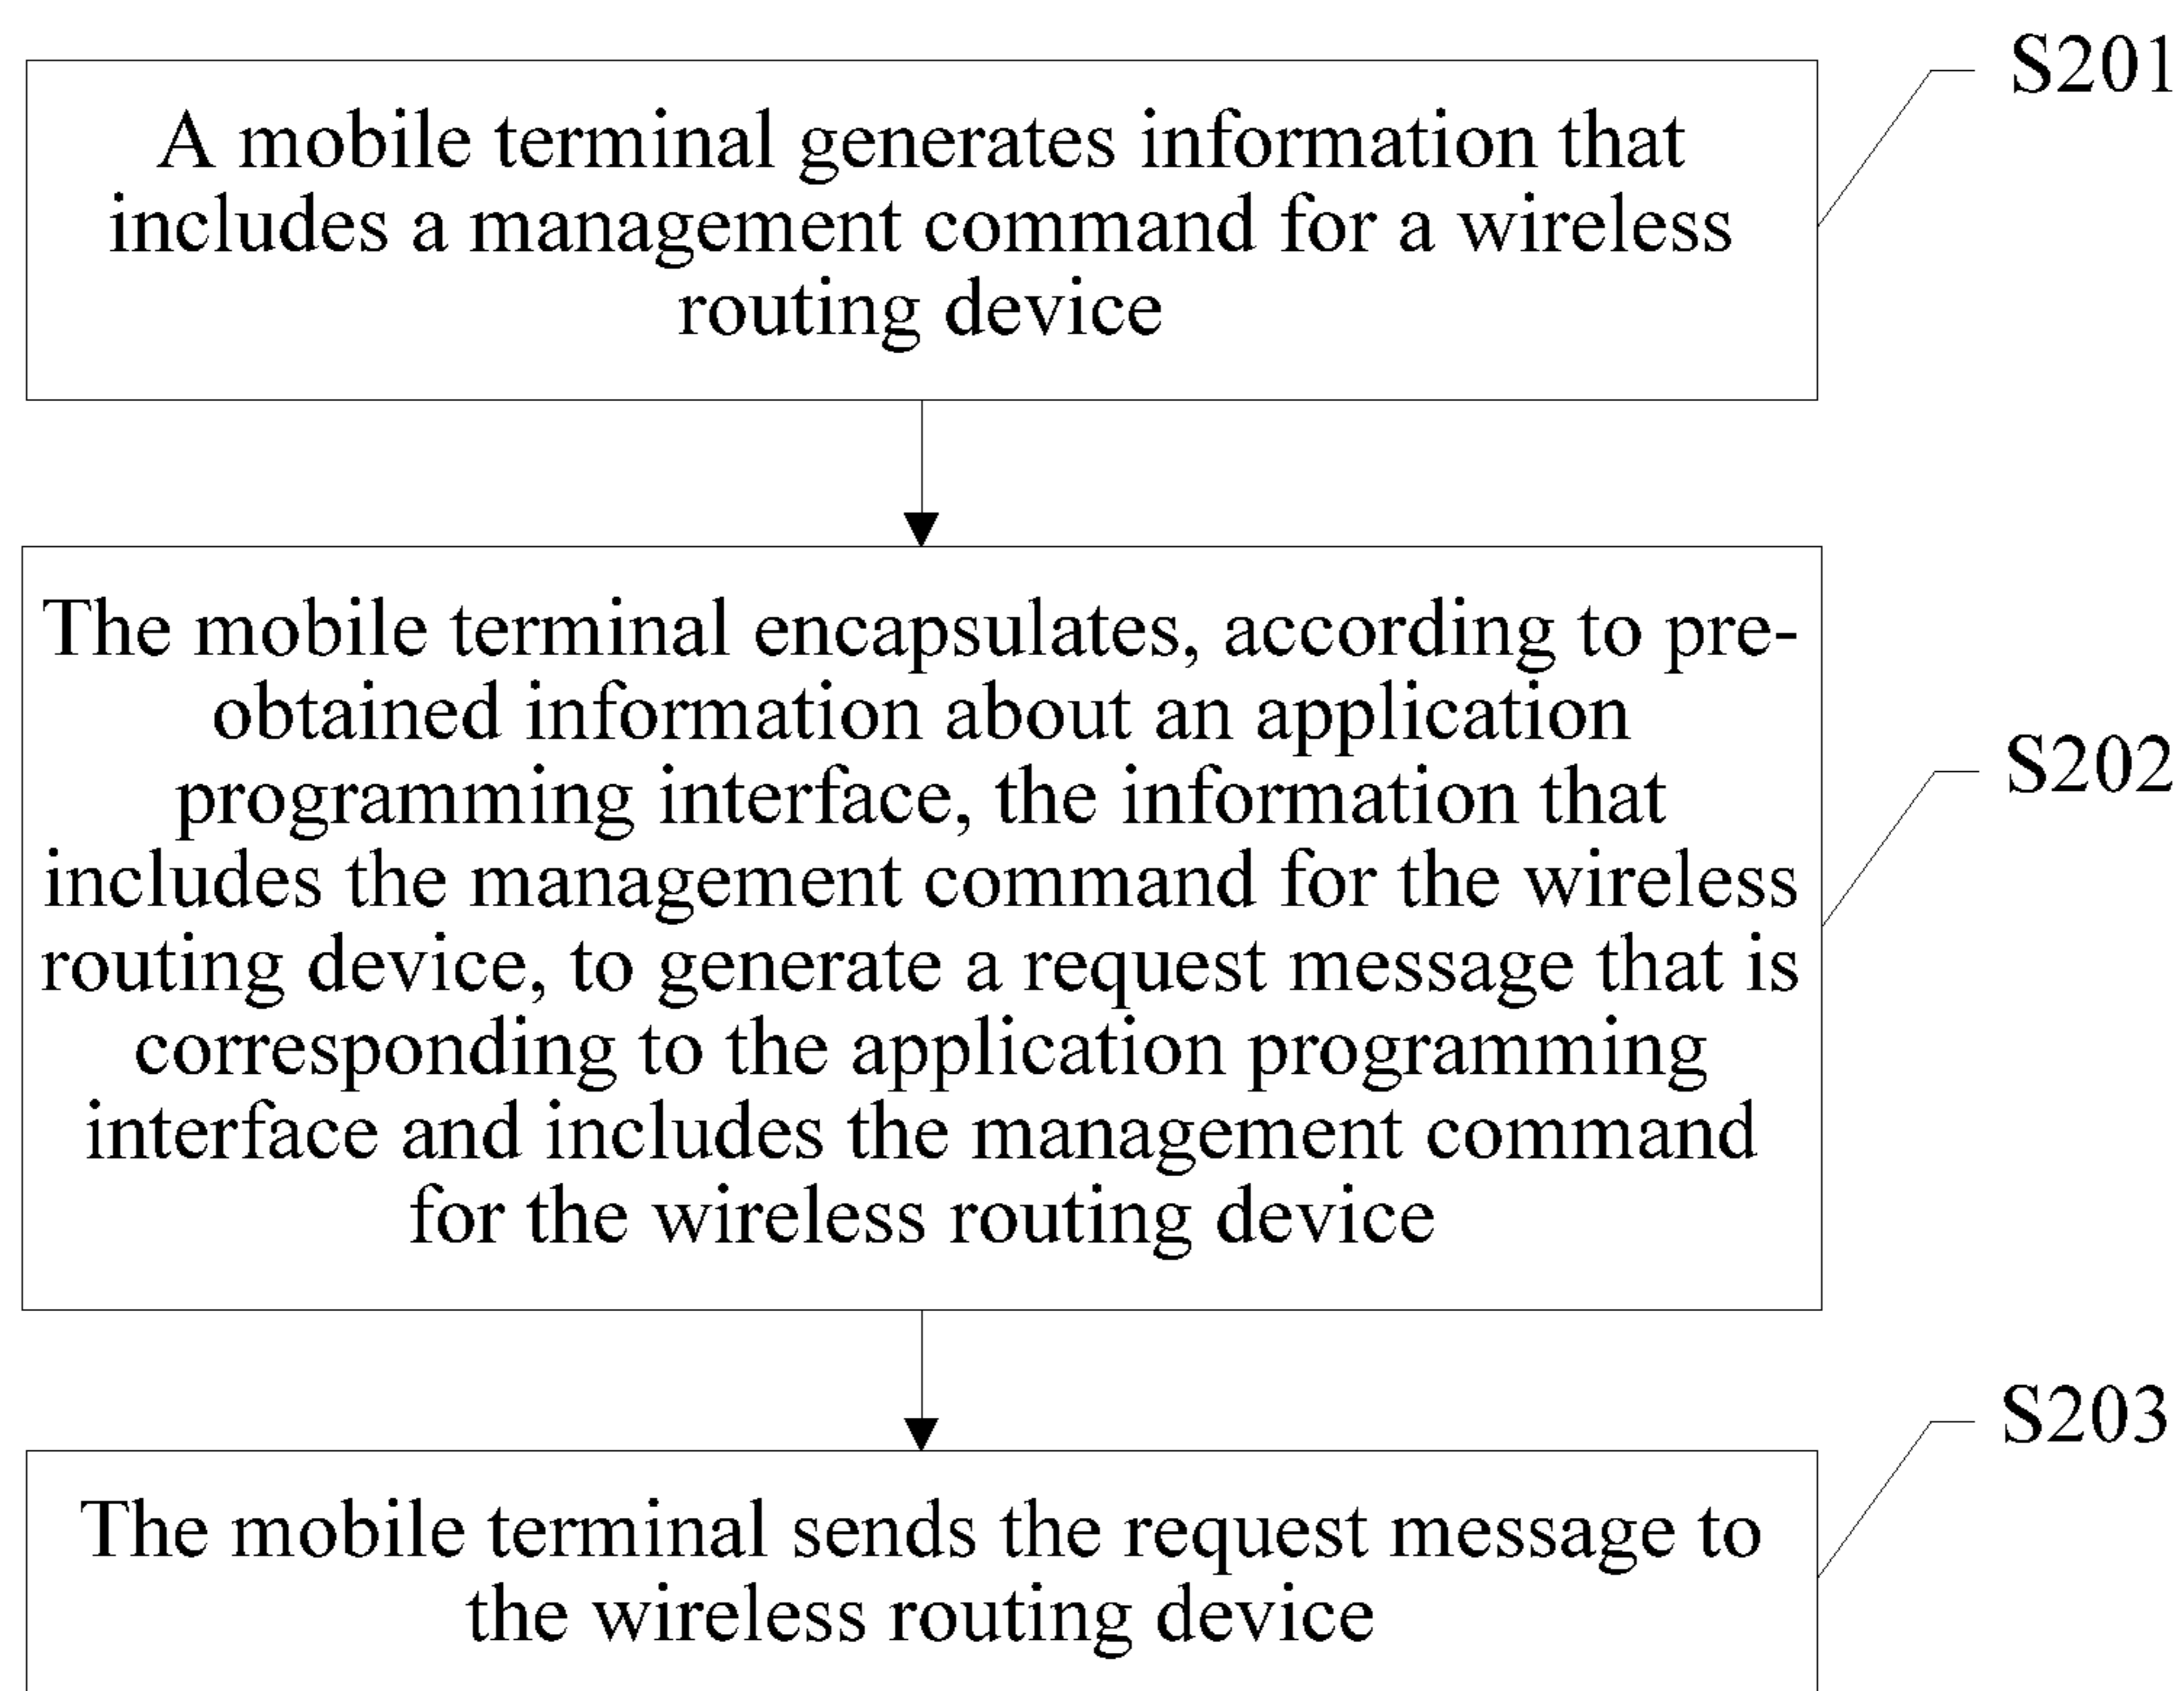 S201
A mobile terminal generates information that
includes a management command for a wireless
routing device
The mobile terminal encapsulates, according to pre-
obtained information about an application
programming interface, the information that
includes the management command for the wireless
routing device, to generate a request message that is
corresponding to the application programming
interface and includes the management command
for the wireless routing device
S202
The mobile terminal sends the request message to
the wireless routing device
S203